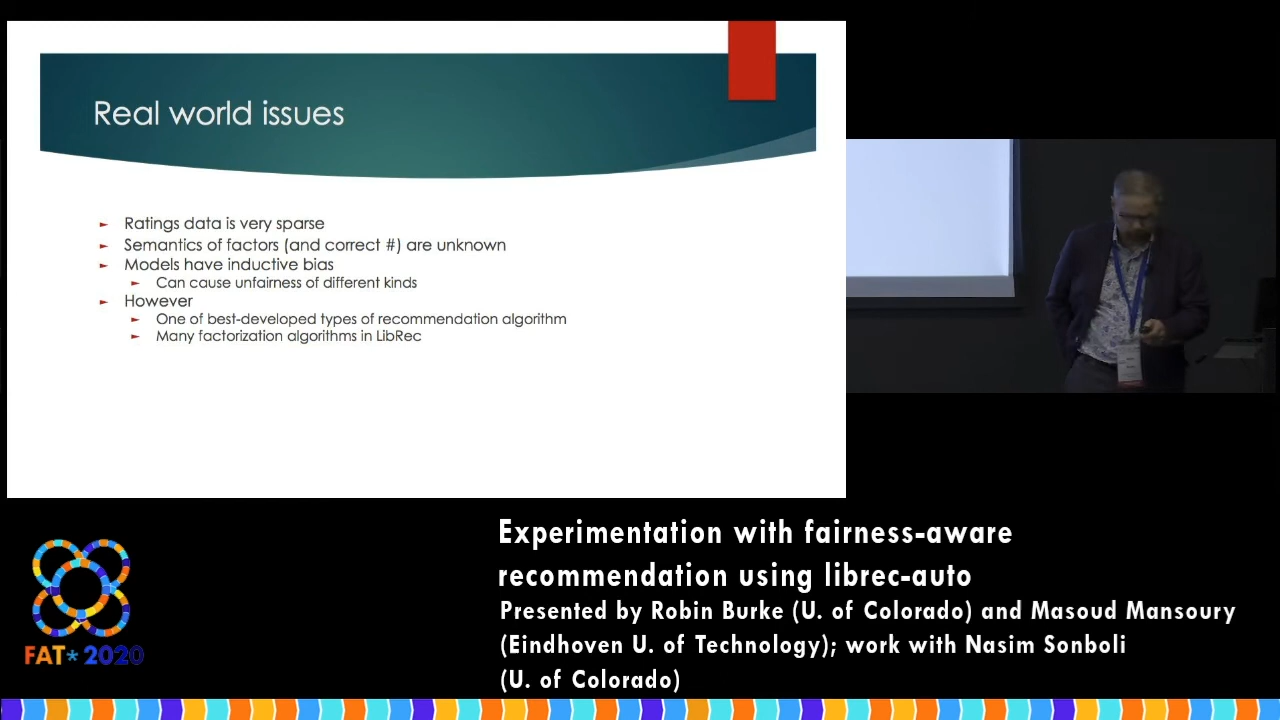 Real world issues
► Ratings data is very sparse
► Semantics of factors (and correct #) are unknown
► Models have inductive bias
► Can cause unfairness of different kinds
► However
► One of best-developed types of recommendation algorithm
► Many factorization algorithms in LibRec
Experimentation with fairness-aware
recommendation using librec-auto
Presented by Robin Burke (U. of Colorado) and Masoud Mansoury
(Eindhoven U. of Technology); work with Nasim Sonboli
(U. of Colorado)
FAT* 2020